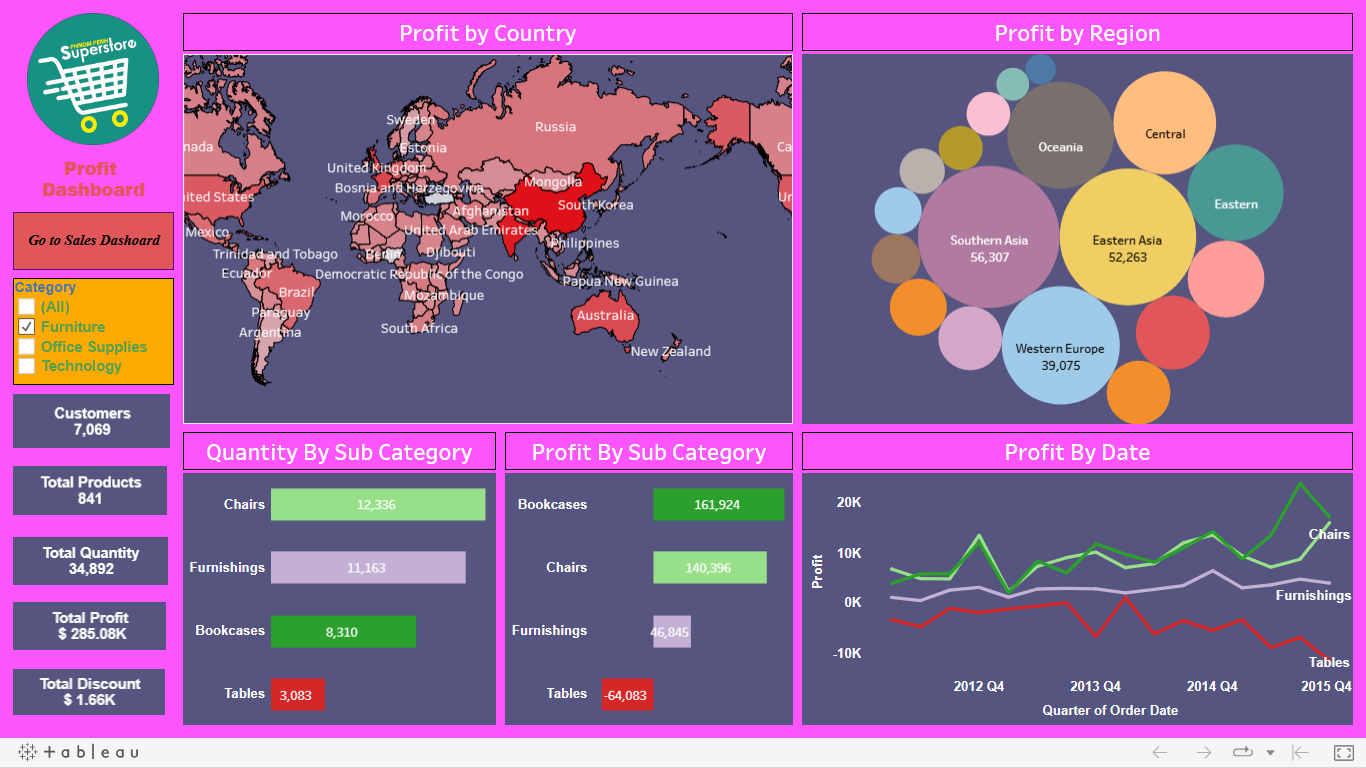 PHNOM PENH
Superstore
Profit
Dashboard
Go to Sales Dashoard
Category
(All)
Furniture
Office Supplies
Technology
Customers
7,069
Total Products
841
Total Quantity
34,892
Total Profit
$ 285.08K
Total Discount
$ 1.66K
Profit by Country
Sweden
Russia
nada
Estonia
Ca
United Kingdom
Mongolia
Bosnia and Herzegovina
ited States
Ur
South Korea
Afghanistan
Morocco
Mexico
United Arab Emirates
Philippines
Trinidad and Tobago
Benin
Djibouti
Ecuador
Democratic Republic of the Congo
Papua New Guinea
Brazil
Mozambique
Paraguay
Australia
Argentina
South Africa
New Zealand
Profit by Region
Central
Oceania
Eastern
Southern Asia
56,307
Eastern Asia
52,263
Western Europe
39,075
Quantity By Sub Category
Chairs
12,336
Furnishings
11,163
Bookcases
8,310
Tables
3,083
Profit By Sub Category
Bookcases
161,924
Chairs
140,396
Furnishings
46,845
Tables
-64,083
Profit By Date
Profit
20K
10K
0K
-10K
Chairs
Furnishings
Tables
2012 Q4
2013 Q4
2014 Q4
2015 Q4
Quarter of Order Date
+ a b l e a u